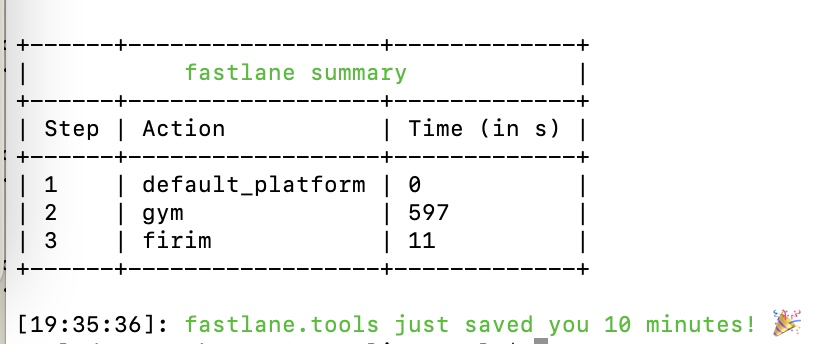 +------+------------------+-------------+
|           fastlane summary            |
+------+------------------+-------------+
| Step | Action           | Time (in s) |
+------+------------------+-------------+
| 1    | default_platform | 0           |
| 2    | gym              | 597         |
| 3    | firim            | 11          |
+------+------------------+-------------+
[19:35:36]: fastlane.tools just saved you 10 minutes! 🎉